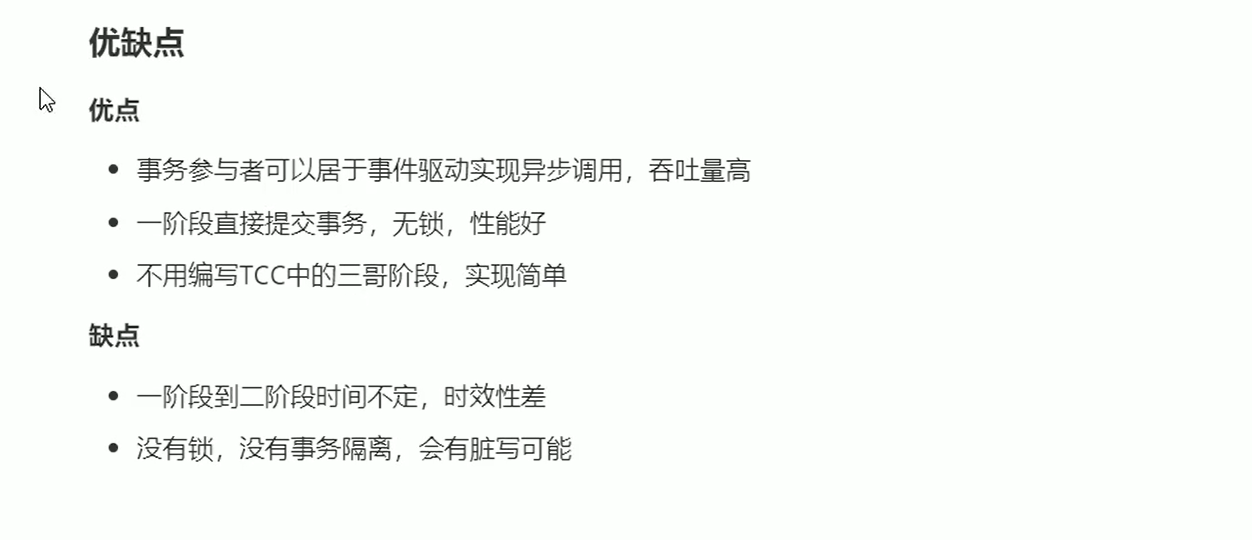 优缺点
优点
事务参与者可以居于事件驱动实现异步调用，吞吐量高
一阶段直接提交事务，无锁，性能好
不用编写TCC中的三哥阶段，实现简单
缺点
一阶段到二阶段时间不定，时效性差
没有锁，没有事务隔离，会有脏写可能